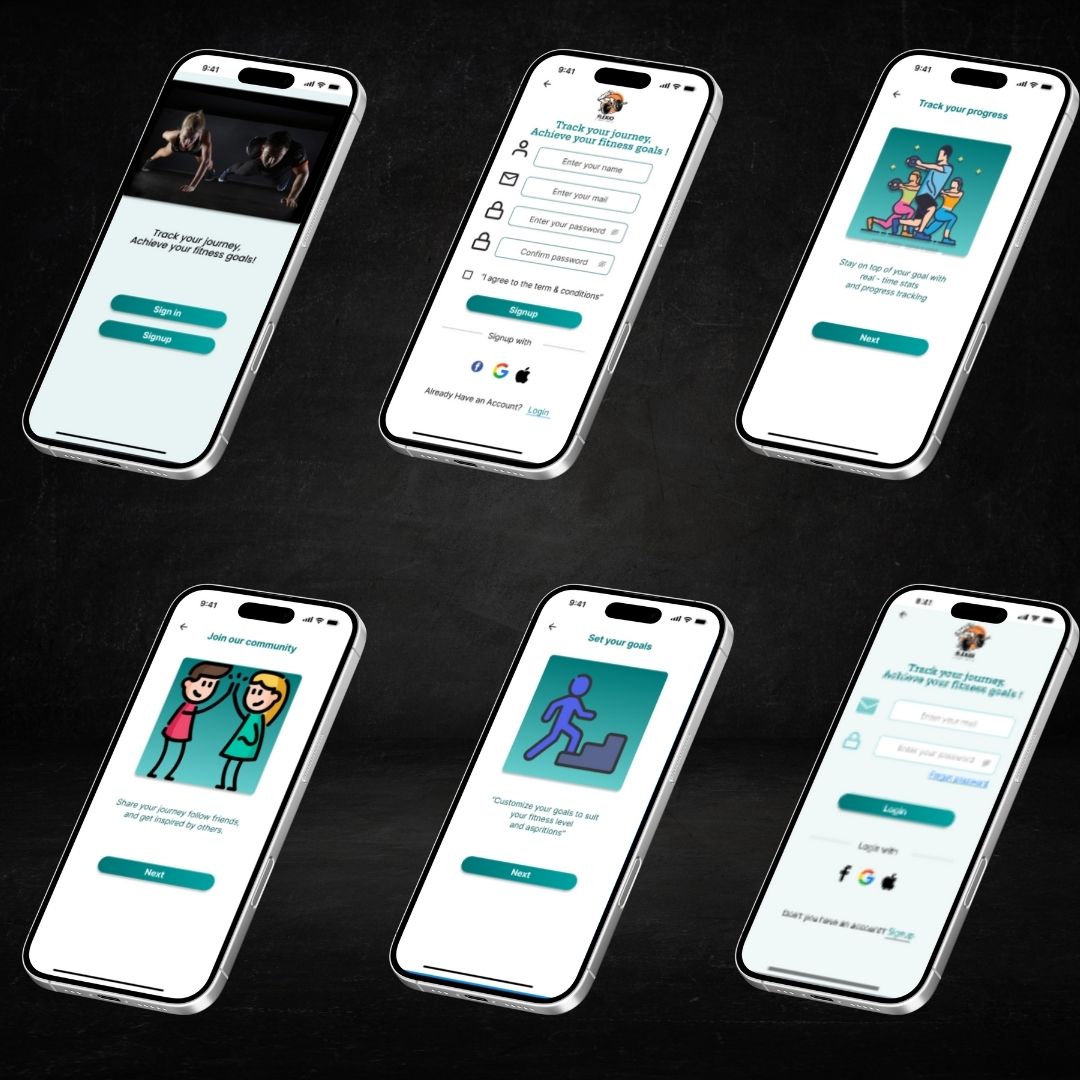 9:41
Track your journey,
Achieve your fitness goals!
Sign in
Signup
9:41
FLEXIO
Track your journey,
Achieve your fitness goals !
Enter your name
Enter your mail
Enter your password
Confirm password
"I agree to the term & conditions"
Signup
Signup with
Already Have an Account? Login
9:41
Track your progress
Stay on top of your goal with
real - time stats
and progress tracking
Next
9:41
Join our community
Share your journey follow friends,
and get inspired by others.
Next
9:41
Set your goals
"Customize your goals to suit
your fitness level
and aspritions"
Next
9:41
Track your journey,
Achieve your fitness goals !
Enter your mail
Enter your password
Forgot password
Login
Login with
Don't you have an account? Signup